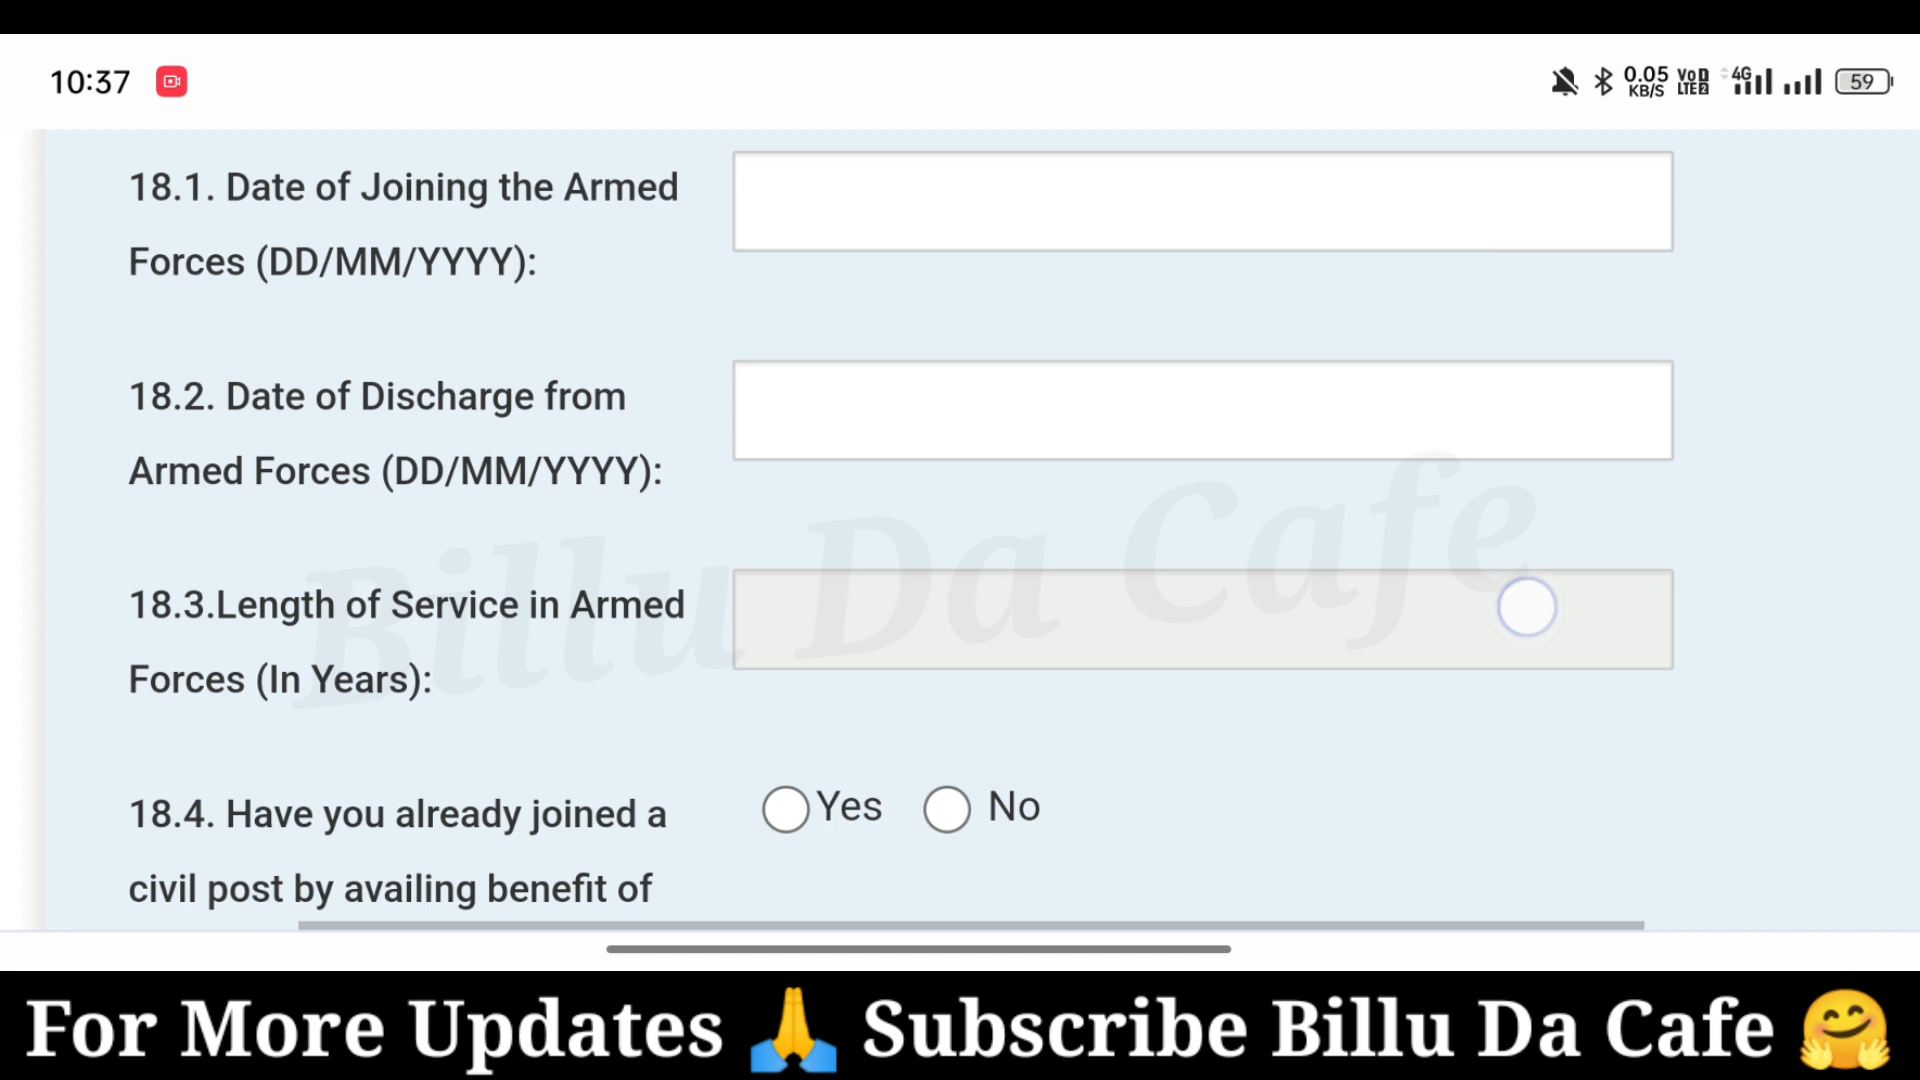 10:37
0.05 KB/S VoD LTE2 4G 59
18.1. Date of Joining the Armed
Forces (DD/MM/YYYY):
18.2. Date of Discharge from
Armed Forces (DD/MM/YYYY):
18.3.Length of Service in Armed
Forces (In Years):
Billu Da Cafe
18.4. Have you already joined a
Yes No
civil post by availing benefit of
For More Updates 🙏 Subscribe Billu Da Cafe 🤗